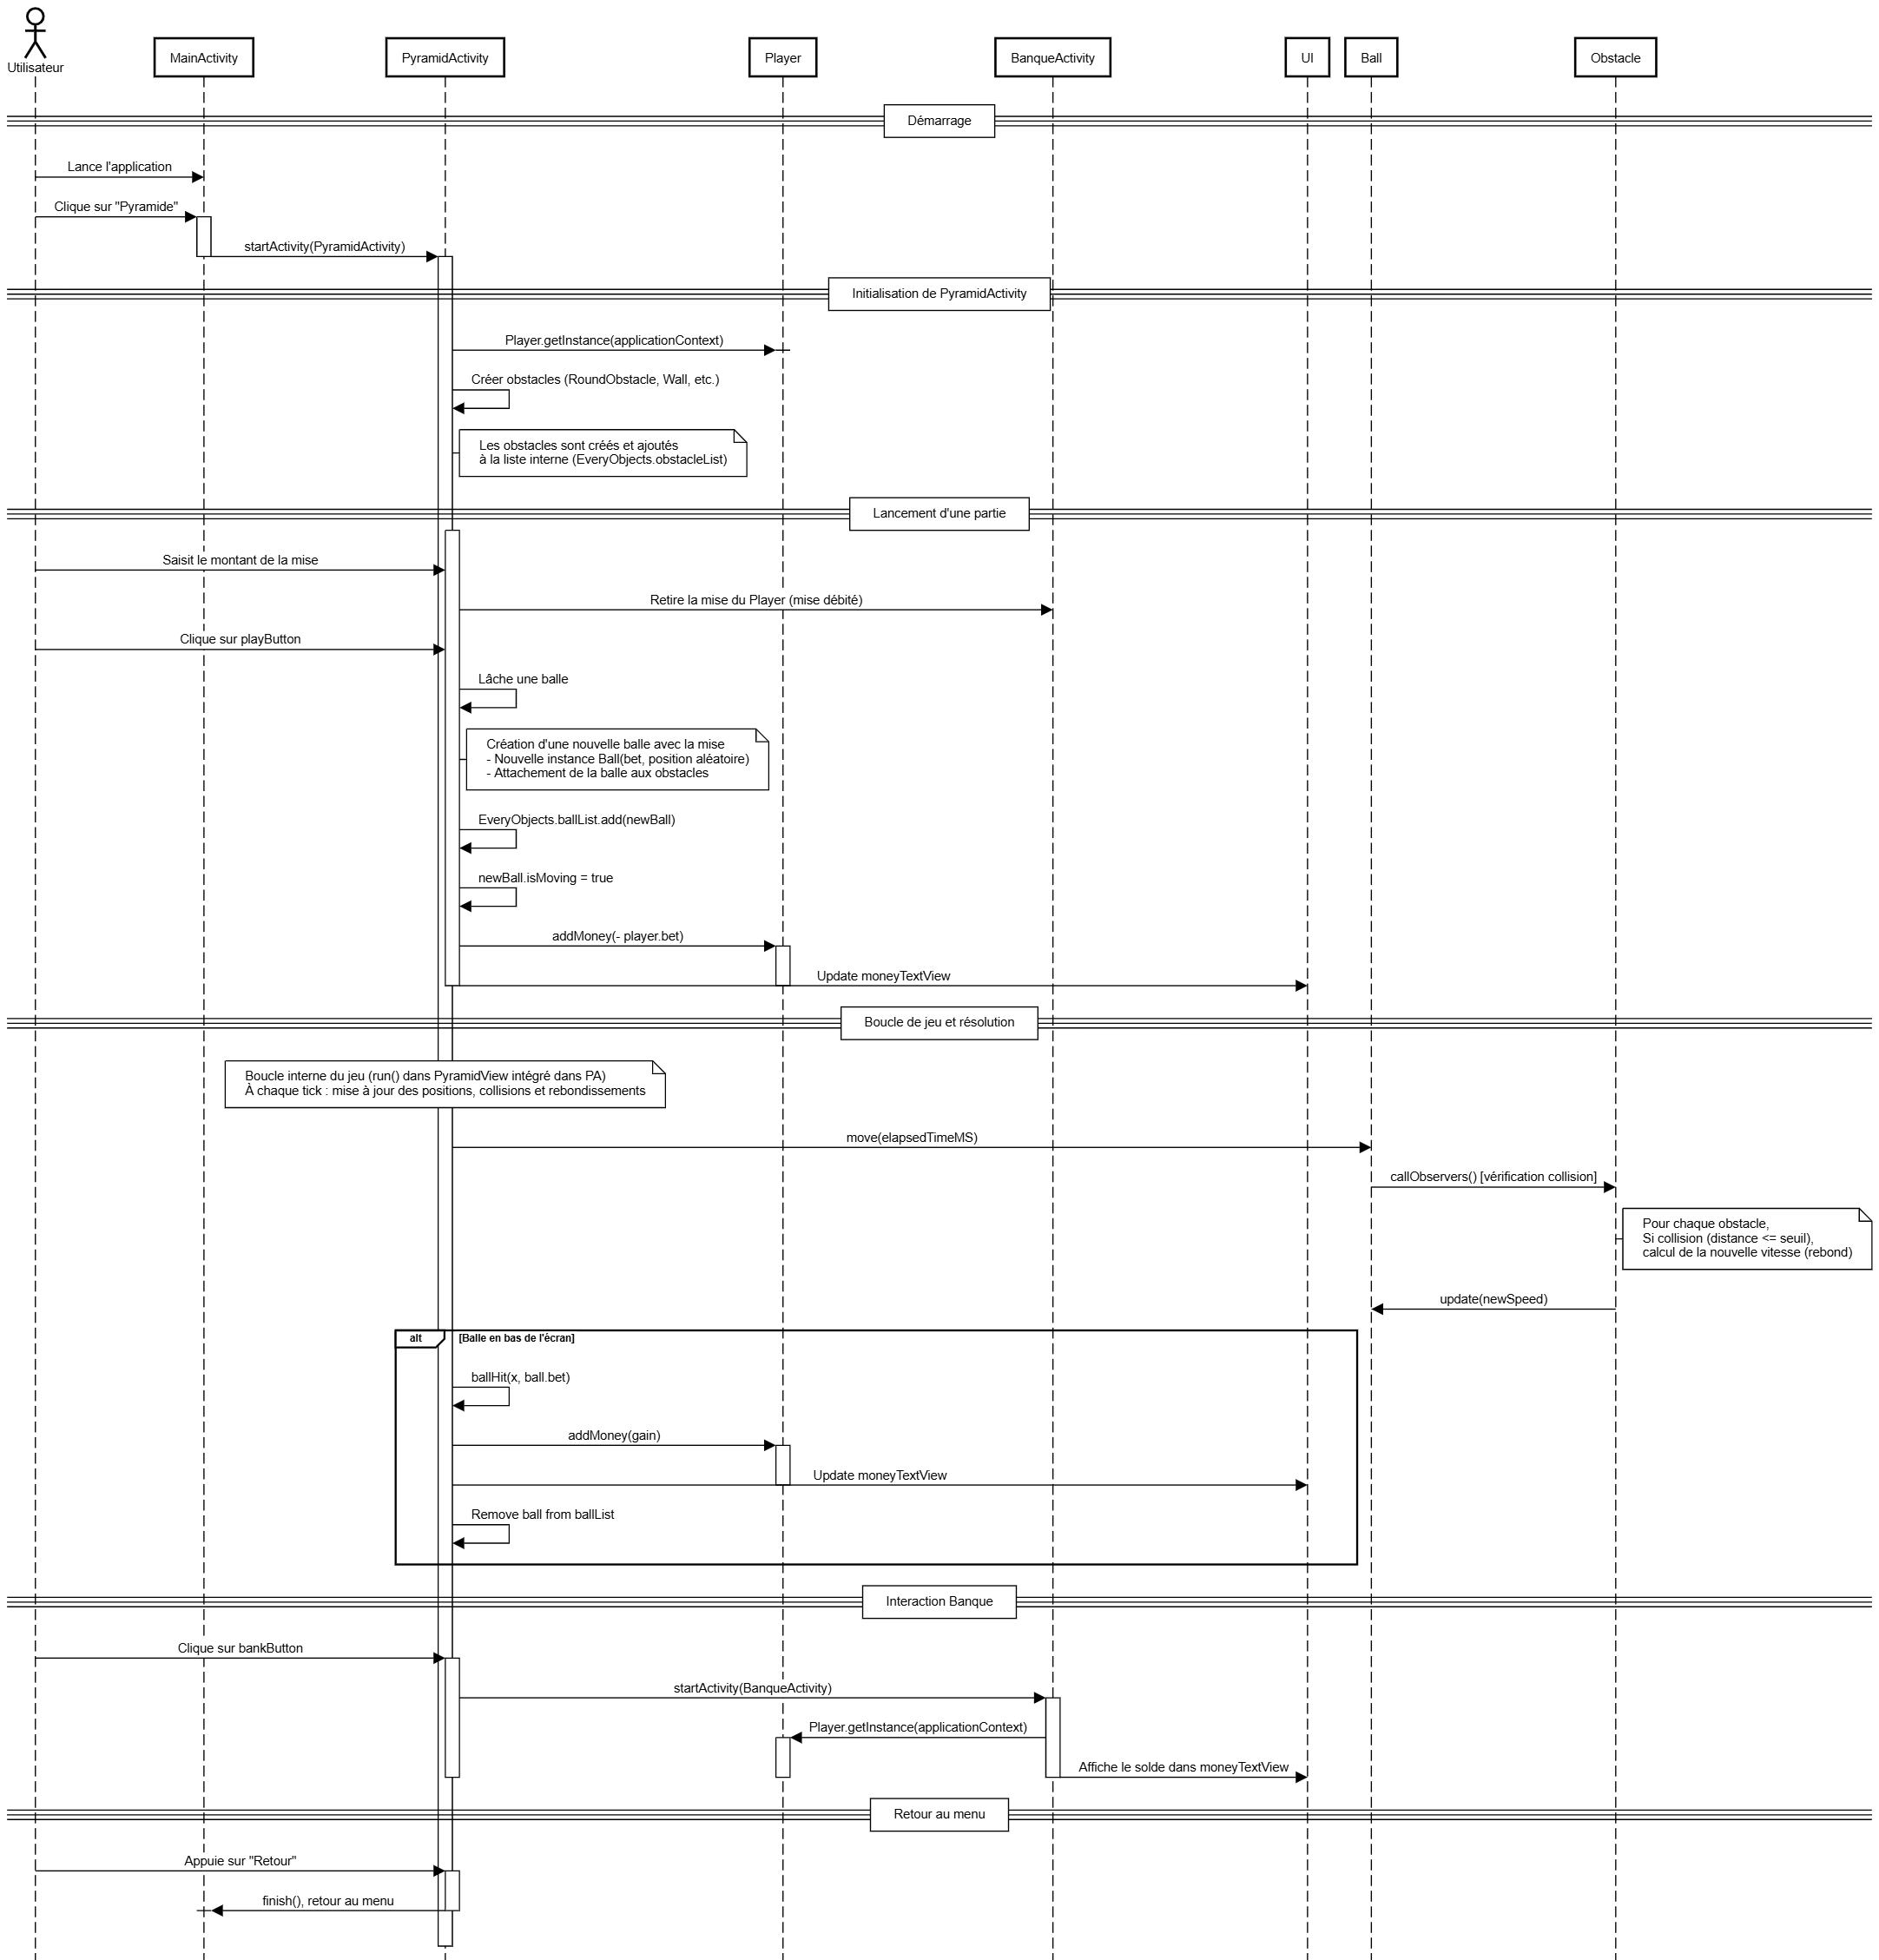 Utilisateur
MainActivity
PyramidActivity
Player
BanqueActivity
UI
Ball
Obstacle
Démarrage
Lance l'application
Clique sur "Pyramide"
startActivity(PyramidActivity)
Initialisation de PyramidActivity
Player.getInstance(applicationContext)
Créer obstacles (RoundObstacle, Wall, etc.)
Les obstacles sont créés et ajoutés
à la liste interne (EveryObjects.obstacleList)
Lancement d'une partie
Saisit le montant de la mise
Retire la mise du Player (mise débité)
Clique sur playButton
Lâche une balle
Création d'une nouvelle balle avec la mise
- Nouvelle instance Ball(bet, position aléatoire)
- Attachement de la balle aux obstacles
EveryObjects.ballList.add(newBall)
newBall.isMoving = true
addMoney(- player.bet)
Update moneyTextView
Boucle de jeu et résolution
Boucle interne du jeu (run() dans PyramidView intégré dans PA)
À chaque tick : mise à jour des positions, collisions et rebondissements
move(elapsedTimeMS)
callObservers() [vérification collision]
Pour chaque obstacle,
Si collision (distance <= seuil),
calcul de la nouvelle vitesse (rebond)
update(newSpeed)
alt
[Balle en bas de l'écran]
ballHit(x, ball.bet)
addMoney(gain)
Update moneyTextView
Remove ball from ballList
Interaction Banque
Clique sur bankButton
startActivity(BanqueActivity)
Player.getInstance(applicationContext)
Affiche le solde dans moneyTextView
Retour au menu
Appuie sur "Retour"
finish(), retour au menu